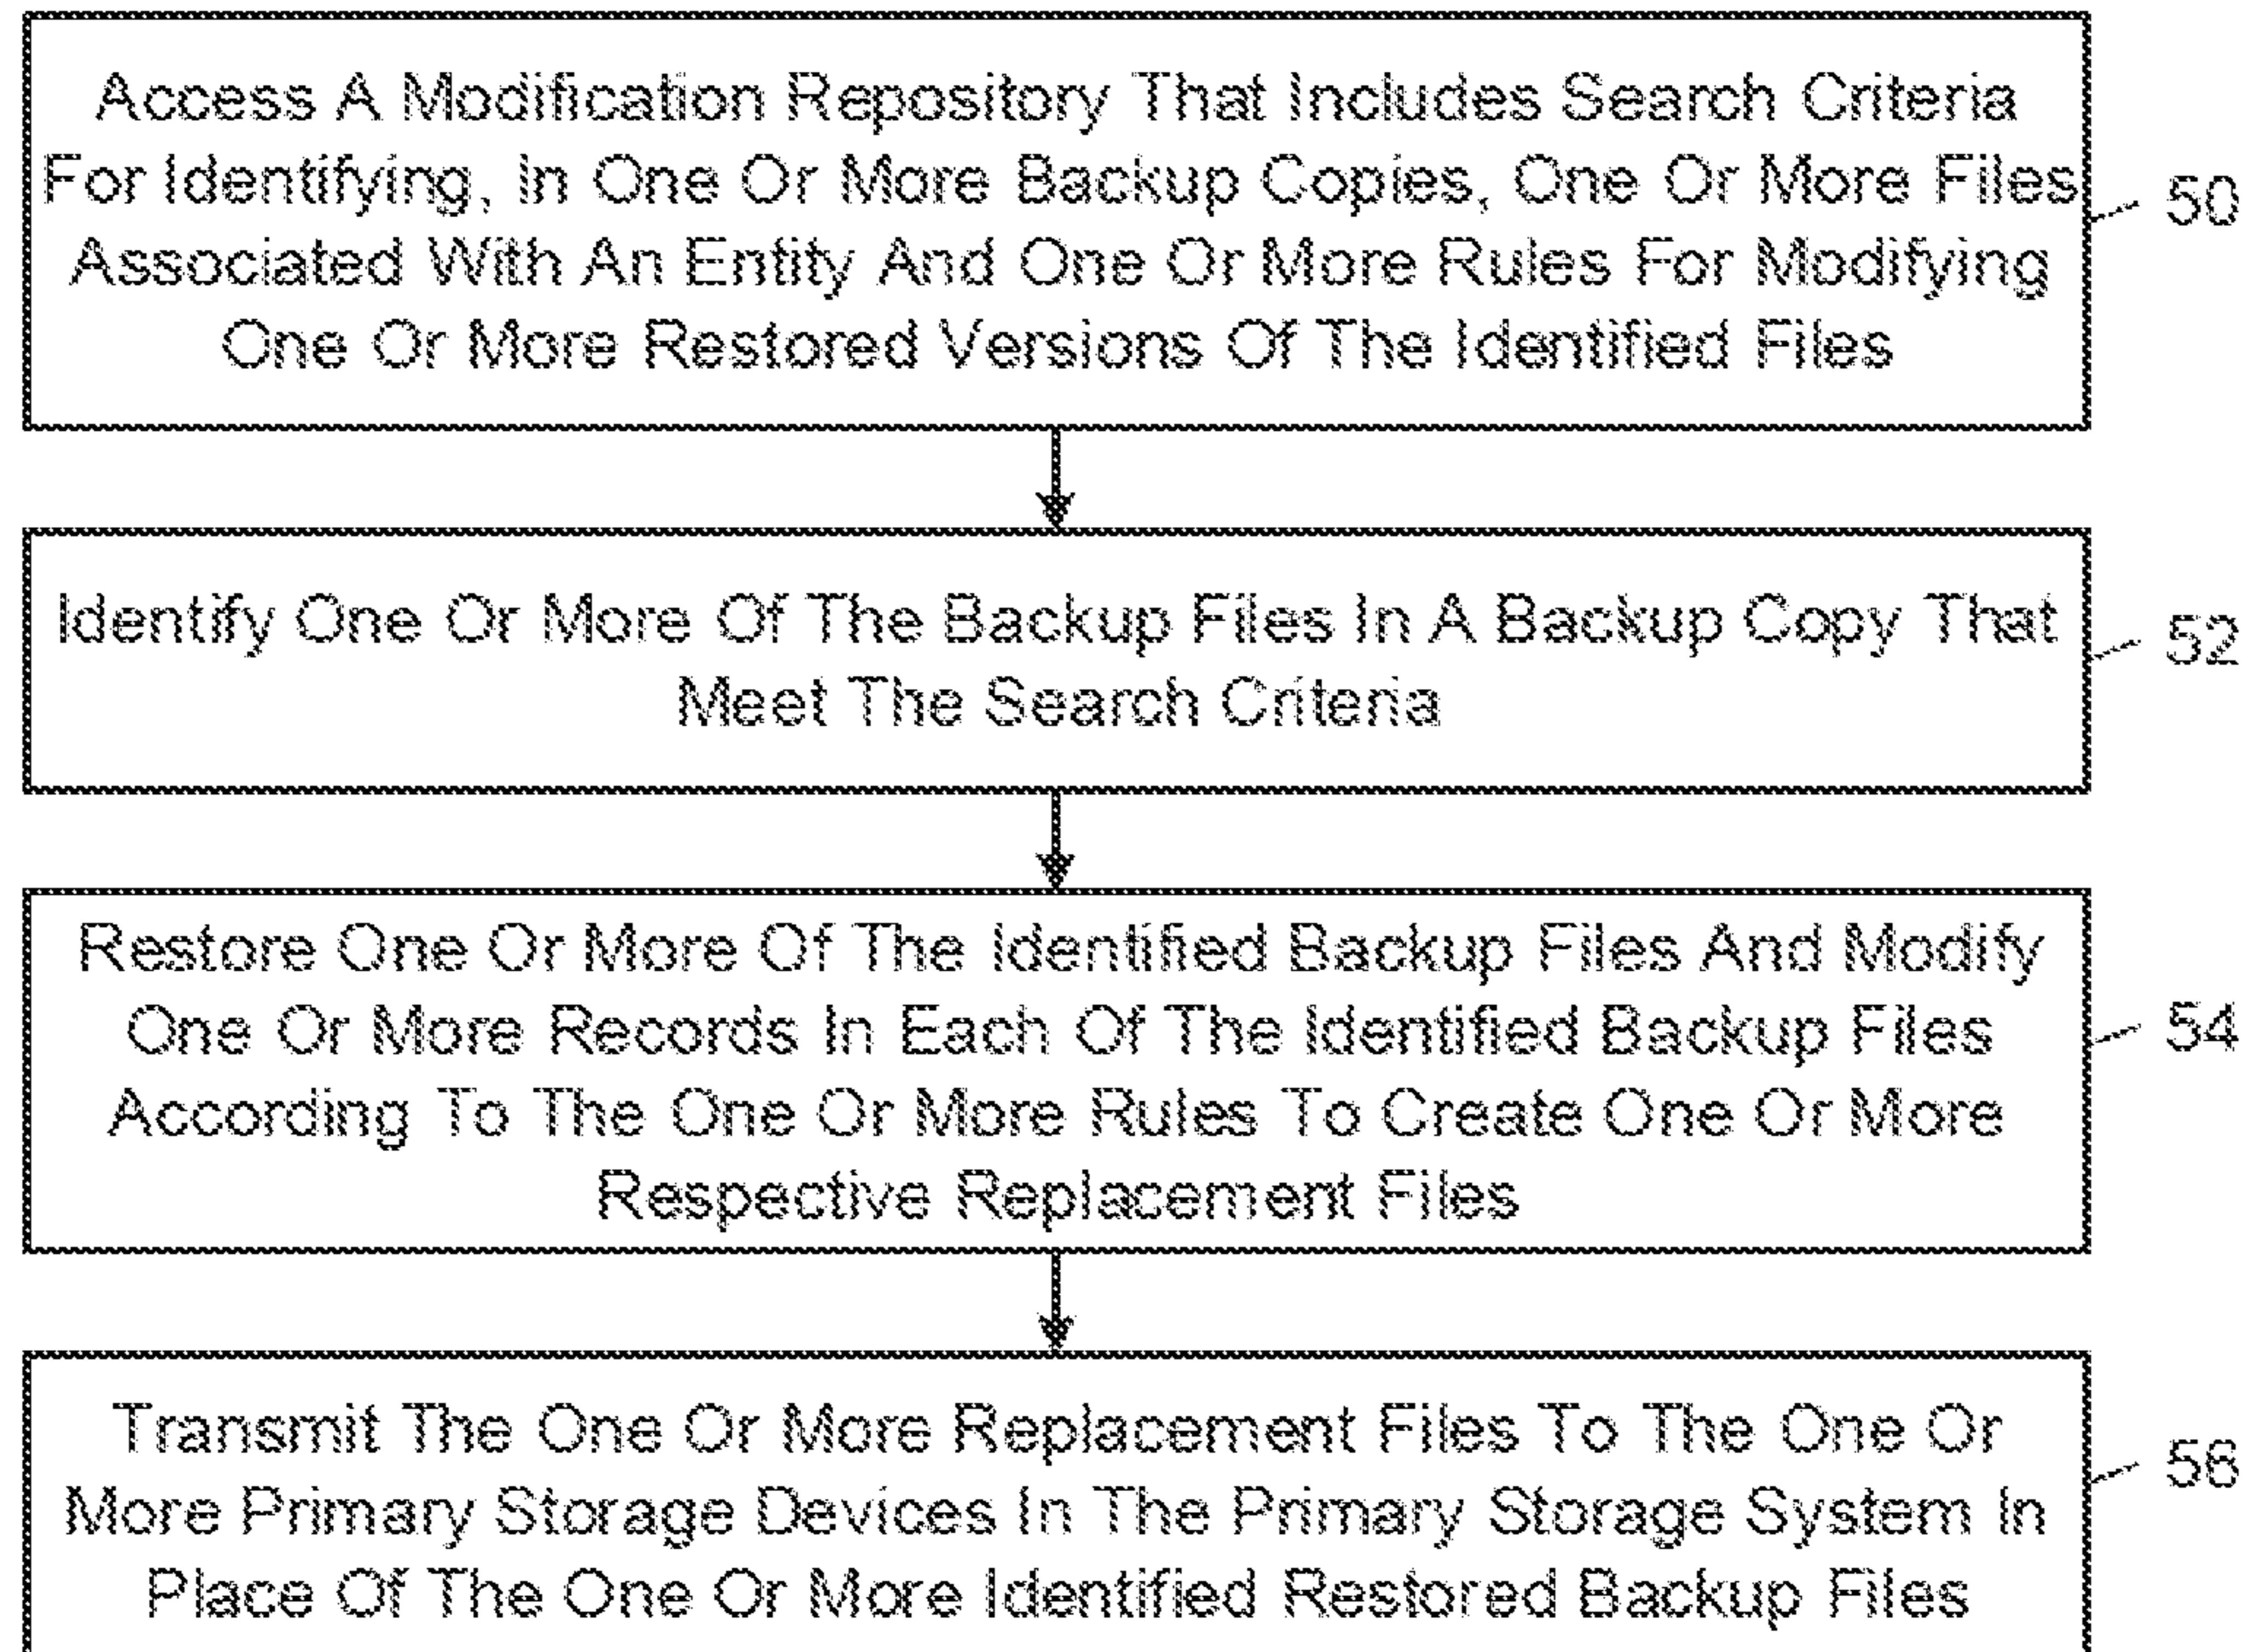 Access A Modification Repository That Includes Search Criteria
For Identifying, In One Or More Backup Copies, One Or More Files
Associated With An Entity And One Or More Rules For Modifying
One Or More Restored Versions Of The Identified Files
50
Identify One Or More Of The Backup Files In A Backup Copy That
Meet The Search Criteria
52
Restore One Or More Of The Identified Backup Files And Modify
One Or More Records In Each Of The Identified Backup Files
According To The One Or More Rules To Create One Or More
Respective Replacement Files
54
Transmit The One Or More Replacement Files To The One Or
More Primary Storage Devices In The Primary Storage System In
Place Of The One Or More Identified Restored Backup Files
56